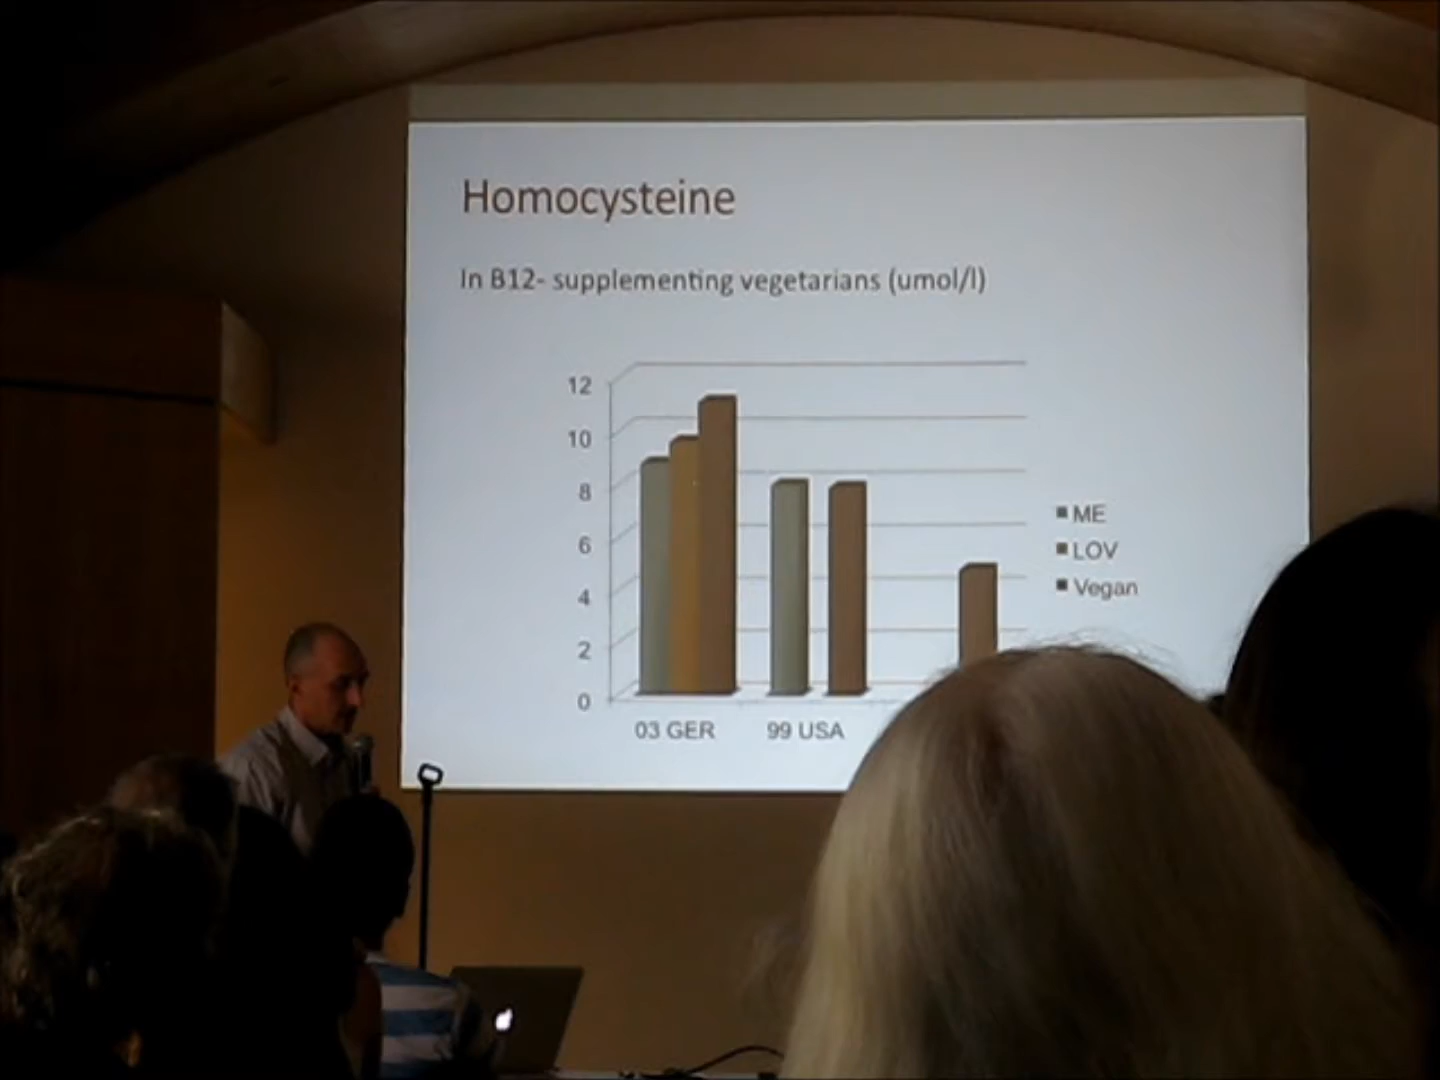 Homocysteine
In B12- supplementing vegetarians (umol/l)
12
10
8
6
4
2
0
03 GER
99 USA
ME
LOV
Vegan